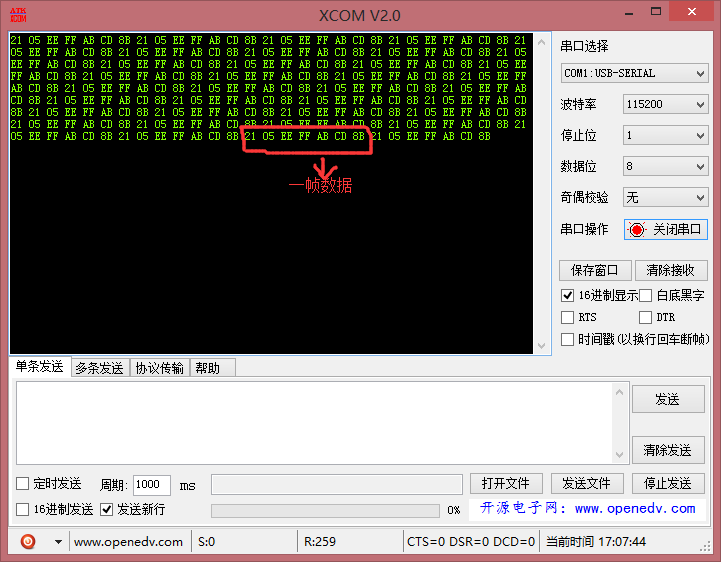 ATK
XCOM
XCOM V2.0
21 05 EE FF AB CD 8B 21 05 EE FF AB CD 8B 21 05 EE FF AB CD 8B 21 05 EE FF AB CD 8B 21
05 EE FF AB CD 8B 21 05 EE FF AB CD 8B 21 05 EE FF AB CD 8B 21 05 EE FF AB CD 8B 21 05
EE FF AB CD 8B 21 05 EE FF AB CD 8B 21 05 EE FF AB CD 8B 21 05 EE FF AB CD 8B 21 05 EE
FF AB CD 8B 21 05 EE FF AB CD 8B 21 05 EE FF AB CD 8B 21 05 EE FF AB CD 8B 21 05 EE FF
AB CD 8B 21 05 EE FF AB CD 8B 21 05 EE FF AB CD 8B 21 05 EE FF AB CD 8B 21 05 EE FF AB
CD 8B 21 05 EE FF AB CD 8B 21 05 EE FF AB CD 8B 21 05 EE FF AB CD 8B 21 05 EE FF AB CD
8B 21 05 EE FF AB CD 8B 21 05 EE FF AB CD 8B 21 05 EE FF AB CD 8B 21 05 EE FF AB CD 8B
21 05 EE FF AB CD 8B 21 05 EE FF AB CD 8B 21 05 EE FF AB CD 8B 21 05 EE FF AB CD 8B 21
05 EE FF AB CD 8B 21 05 EE FF AB CD 8B 21 05 EE FF AB CD 8B 21 05 EE FF AB CD 8B
一帧数据
串口选择
COM1:USB-SERIAL
波特率 115200
停止位 1
数据位 8
奇偶校验 无
串口操作 关闭串口
保存窗口 清除接收
16进制显示 白底黑字
RTS DTR
时间戳(以换行回车断帧)
单条发送 多条发送 协议传输 帮助
发送
清除发送
定时发送 周期: 1000 ms 打开文件 发送文件 停止发送
16进制发送 发送新行 0% 开源电子网：www.openedv.com
www.openedv.com S:0 R:259 CTS=0 DSR=0 DCD=0 当前时间 17:07:44